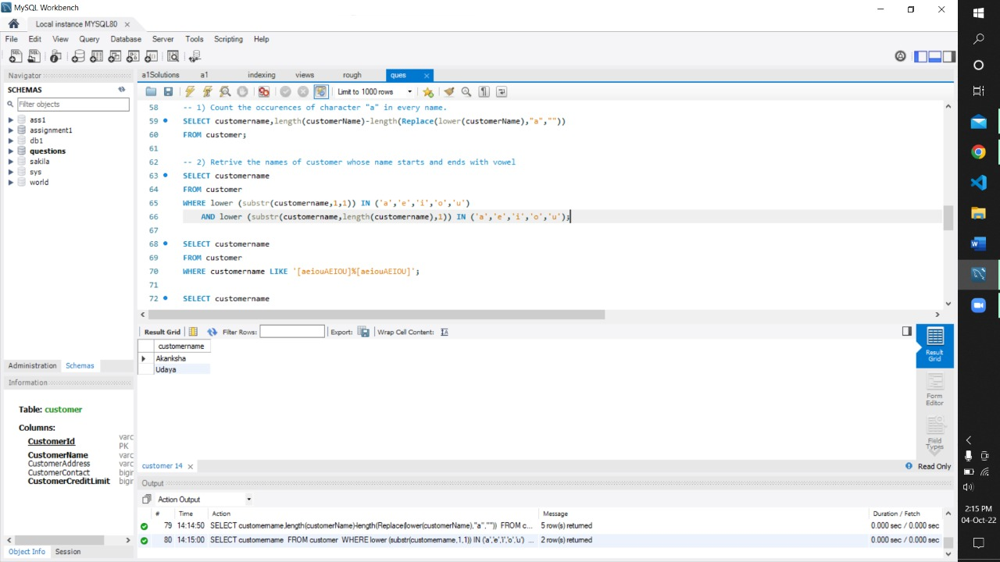 MySQL Workbench
Local instance MYSQL80
File Edit View Query Database Server Tools Scripting Help
Navigator
SCHEMAS
Filter objects
ass1
assignment1
db1
questions
sakila
sys
world
Administration Schemas
Information
Table: customer
Columns:
CustomerId varc
PK
CustomerName varc
CustomerAddress varc
CustomerContact bigir
CustomerCreditLimit bigir
Object Info Session
a1Solutions a1 indexing views rough ques
Limit to 1000 rows
58 -- 1) Count the occurences of character "a" in every name.
59 SELECT customername,length(customerName)-length(Replace(lower(customerName),"a",""))
60 FROM customer;
61
62 -- 2) Retrive the names of customer whose name starts and ends with vowel
63 SELECT customername
64 FROM customer
65 WHERE lower (substr(customername,1,1)) IN ('a','e','i','o','u')
66 AND lower (substr(customername,length(customername),1)) IN ('a','e','i','o','u');
67
68 SELECT customername
69 FROM customer
70 WHERE customername LIKE '[aeiouAEIOU]%[aeiouAEIOU]';
71
72 SELECT customername
Result Grid Filter Rows: Export: Wrap Cell Content:
customername
Akanksha
Udaya
Result Grid
Form Editor
Field Types
customer 14
Read Only
Output
Action Output
# Time Action Message Duration / Fetch
79 14:14:50 SELECT customername,length(customerName)-length(Replace(lower(customerName),"a","")) FROM c... 5 row(s) returned 0.000 sec / 0.000 sec
80 14:15:00 SELECT customername FROM customer WHERE lower (substr(customername,1,1)) IN ('a','e','i','o','u') ... 2 row(s) returned 0.000 sec / 0.000 sec
2:15 PM
04-Oct-22